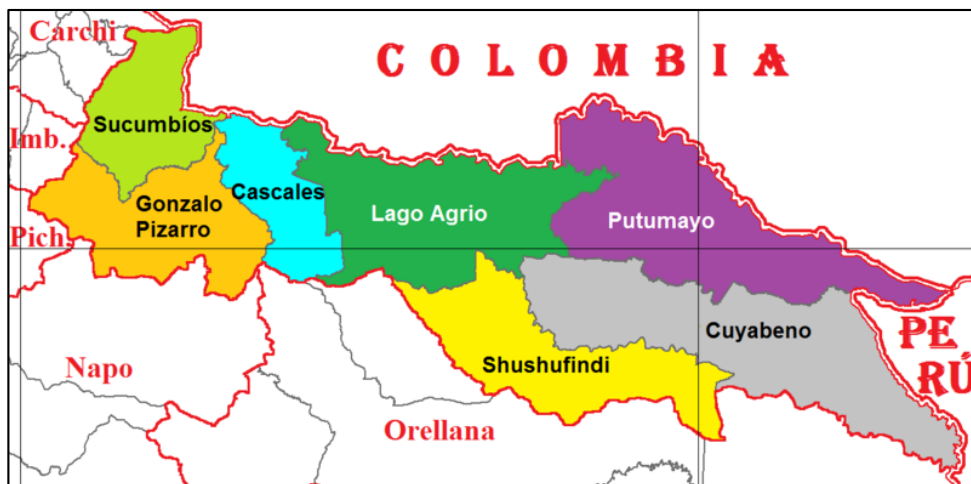 Carchi
COLOMBIA
Sucumbíos
Imb.
Cascales
Gonzalo
Pizarro
Lago Agrio
Putumayo
Pich.
Cuyabeno
PE
RÚ
Shushufindi
Napo
Orellana